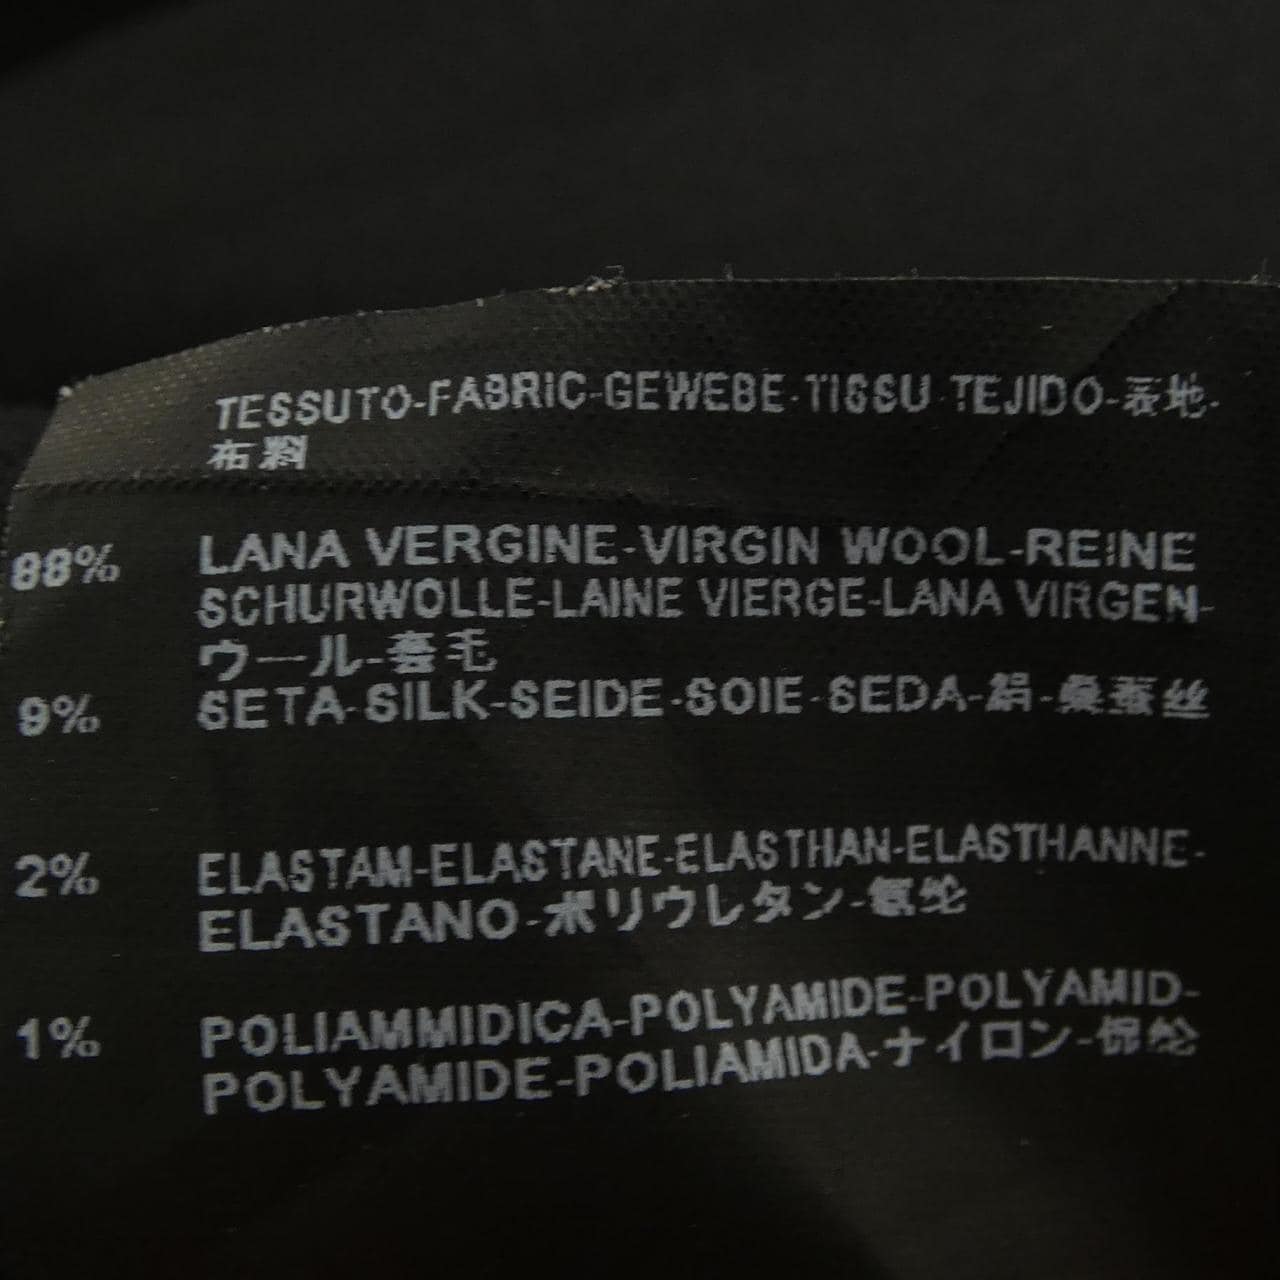 TESSUTO-FABRIC-GEWEBE-TISSU-TEJIDO-表地-
布料
88% LANA VERGINE-VIRGIN WOOL-REINE
SCHURWOLLE-LAINE VIERGE-LANA VIRGEN-
ウール-羊毛
9% SETA-SILK-SEIDE-SOIE-SEDA-絹-桑蚕丝
2% ELASTAM-ELASTANE-ELASTHAN-ELASTHANNE-
ELASTANO-ポリウレタン-氨纶
1% POLIAMMIDICA-POLYAMIDE-POLYAMID-
POLYAMIDE-POLIAMIDA-ナイロン-锦纶